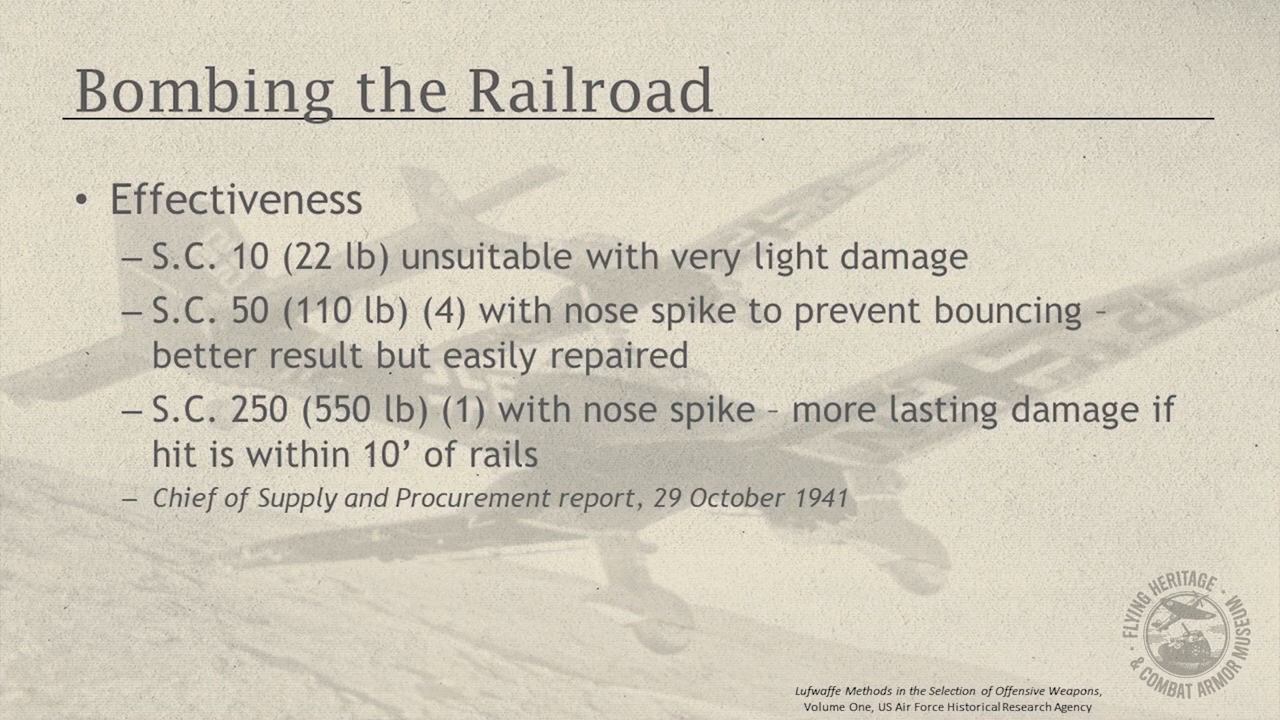 Bombing the Railroad
• Effectiveness
– S.C. 10 (22 lb) unsuitable with very light damage
– S.C. 50 (110 lb) (4) with nose spike to prevent bouncing –
better result but easily repaired
– S.C. 250 (550 lb) (1) with nose spike – more lasting damage if
hit is within 10’ of rails
– Chief of Supply and Procurement report, 29 October 1941
FLYING HERITAGE
& COMBAT ARMOR MUSEUM
Lufwaffe Methods in the Selection of Offensive Weapons,
Volume One, US Air Force Historical Research Agency